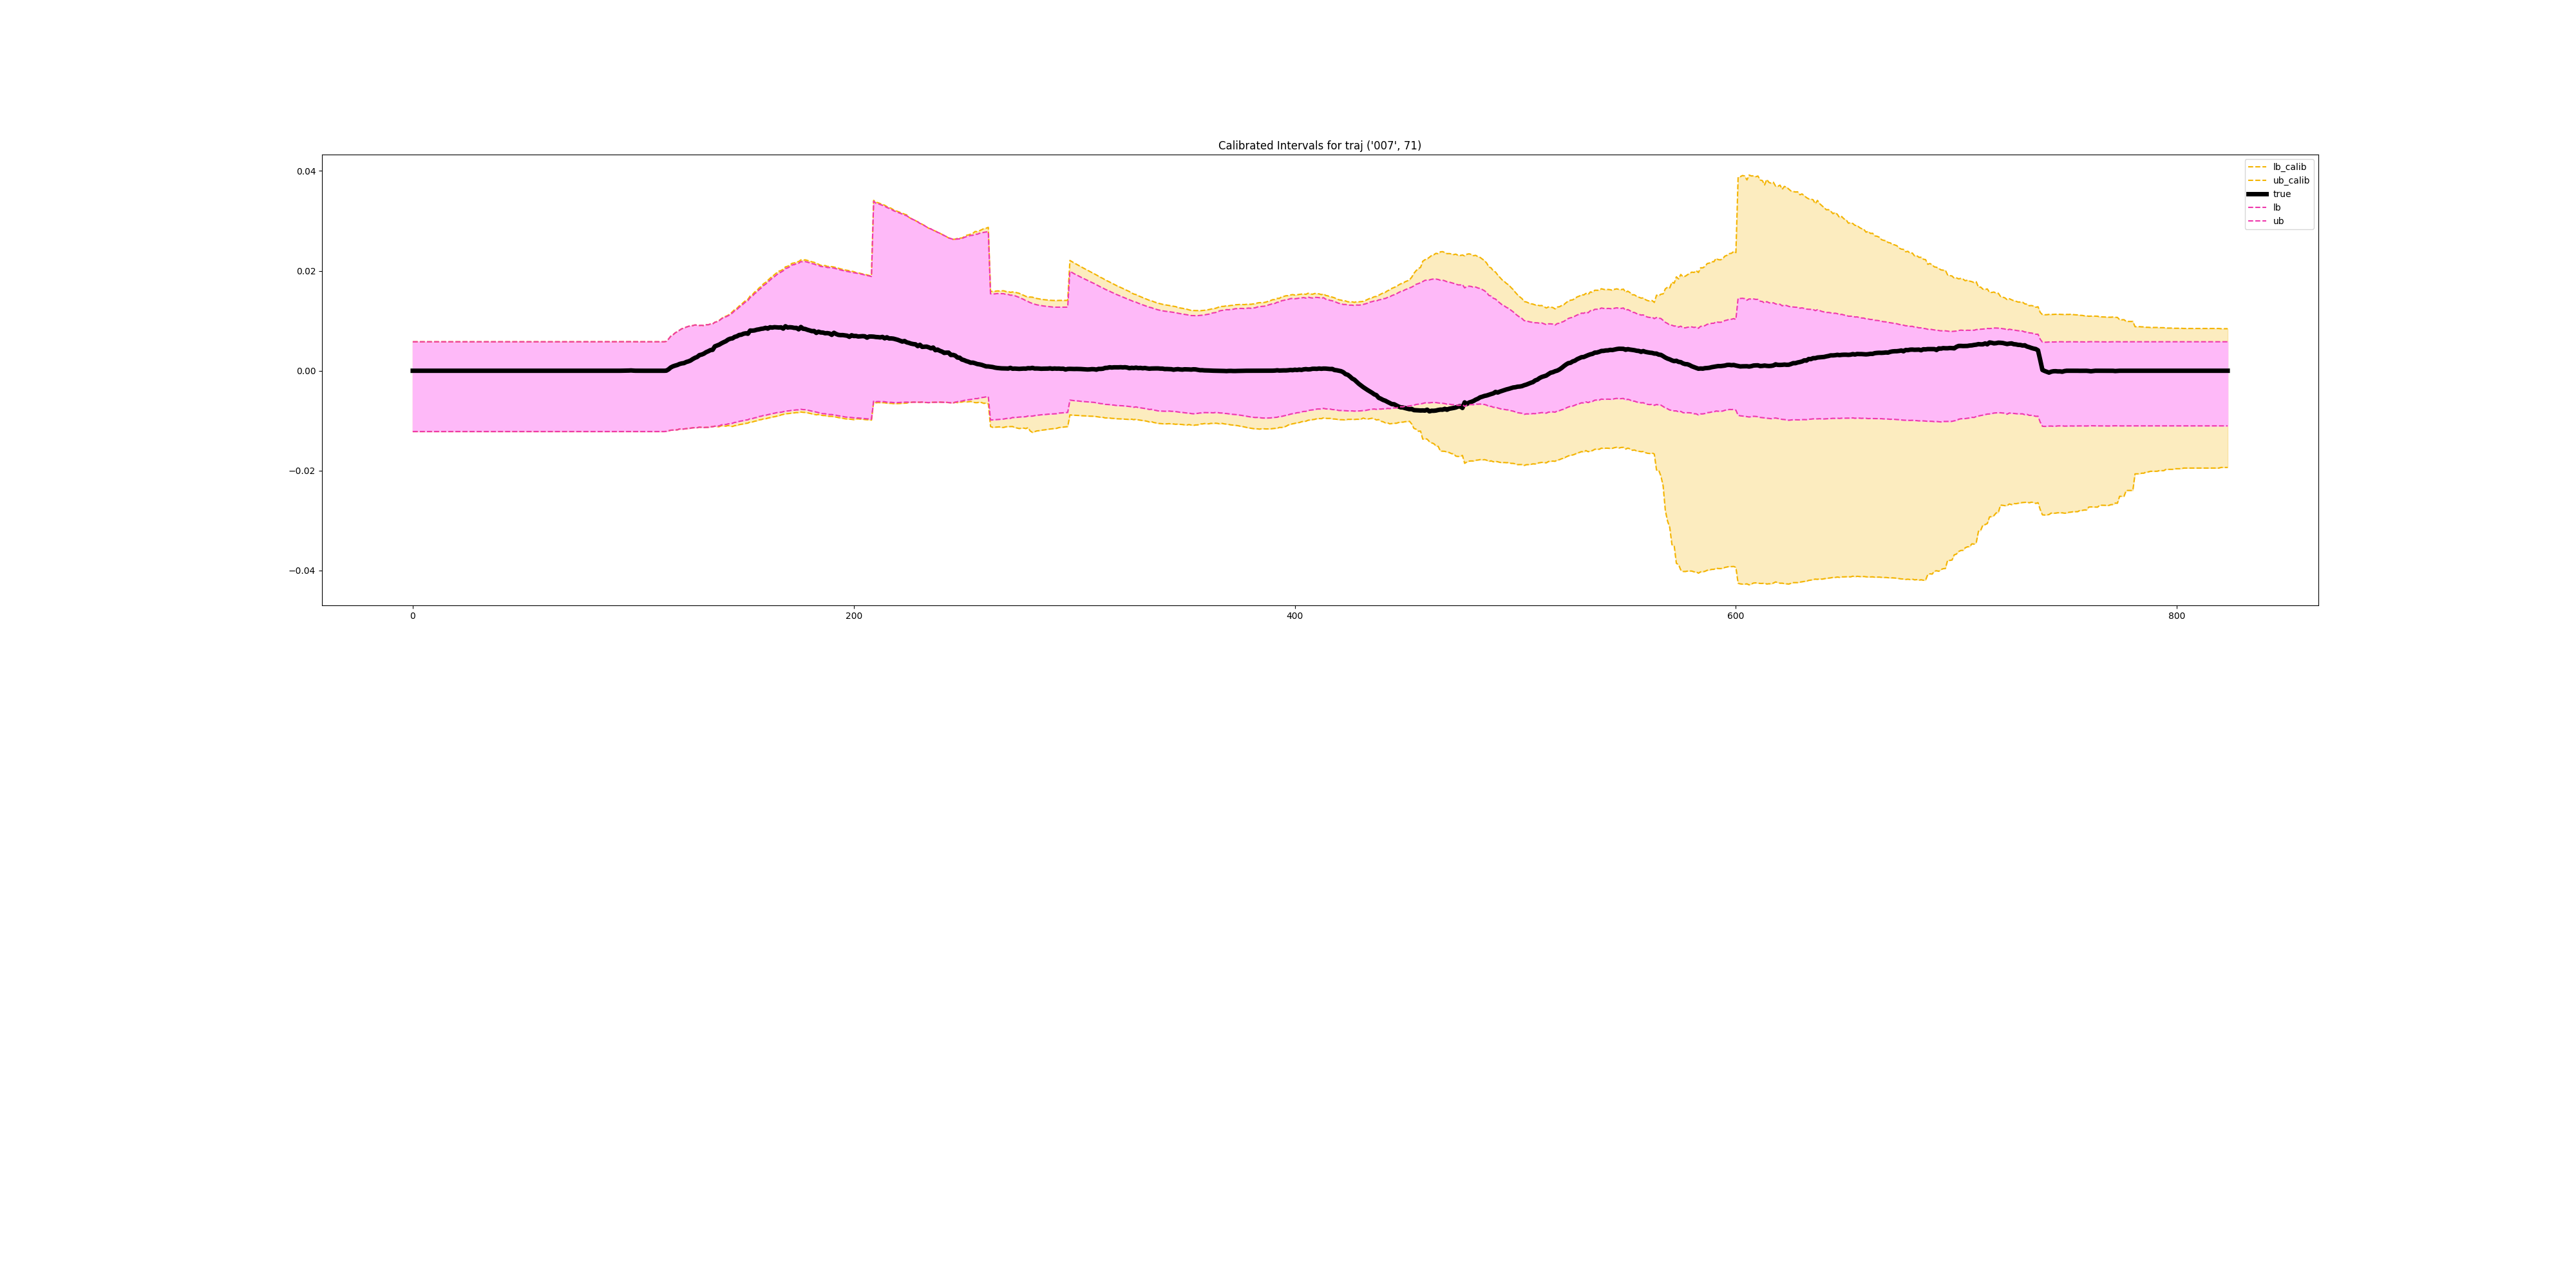 Calibrated Intervals for traj ('007', 71)
0.04
0.02
0.00
−0.02
−0.04
0
200
400
600
800
lb_calib
ub_calib
true
lb
ub